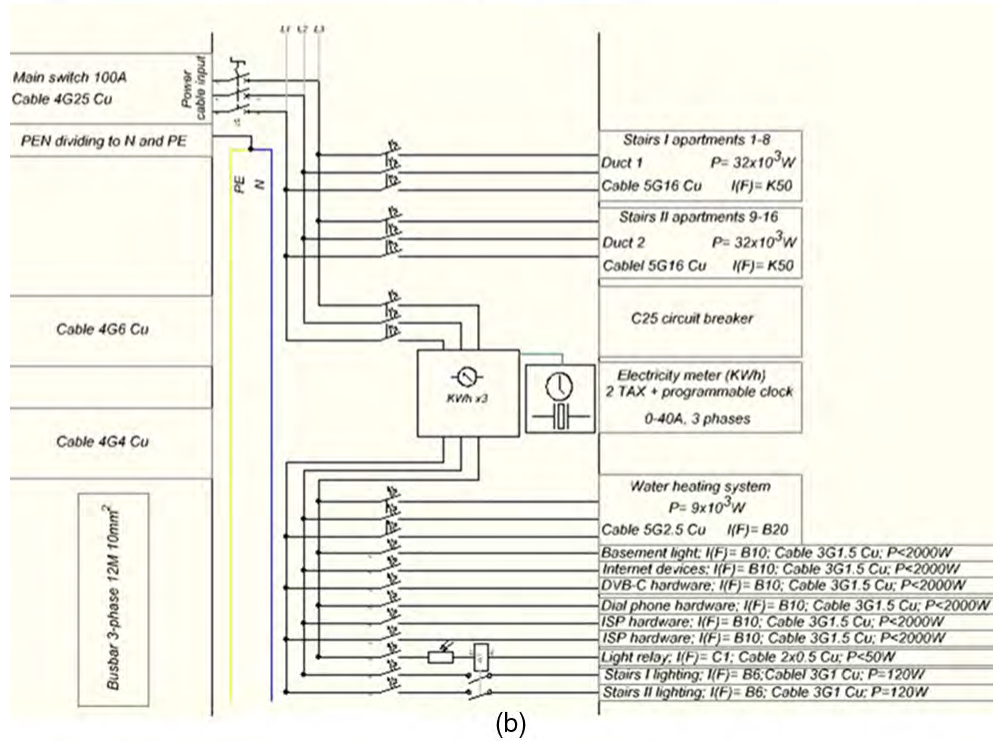 L1 L2 L3
Main switch 100A
Cable 4G25 Cu
Power
cable input
PEN dividing to N and PE
PE
N
Stairs I apartments 1-8
Duct 1 P= 32x10³W
Cable 5G16 Cu I(F)= K50
Stairs II apartments 9-16
Duct 2 P= 32x10³W
Cablel 5G16 Cu I(F)= K50
Cable 4G6 Cu
C25 circuit breaker
KWh x3
Electricity meter (KWh)
2 TAX + programmable clock
0-40A, 3 phases
Cable 4G4 Cu
Busbar 3-phase 12M 10mm²
Water heating system
P= 9x10³W
Cable 5G2.5 Cu I(F)= B20
Basement light; I(F)= B10; Cable 3G1.5 Cu; P<2000W
Internet devices; I(F)= B10; Cable 3G1.5 Cu; P<2000W
DVB-C hardware; I(F)= B10; Cable 3G1.5 Cu; P<2000W
Dial phone hardware; I(F)= B10; Cable 3G1.5 Cu; P<2000W
ISP hardware; I(F)= B10; Cable 3G1.5 Cu; P<2000W
ISP hardware; I(F)= B10; Cable 3G1.5 Cu; P<2000W
Light relay; I(F)= C1; Cable 2x0.5 Cu; P<50W
Stairs I lighting; I(F)= B6;Cablel 3G1 Cu; P=120W
Stairs II lighting; I(F)= B6; Cable 3G1 Cu; P=120W
(b)